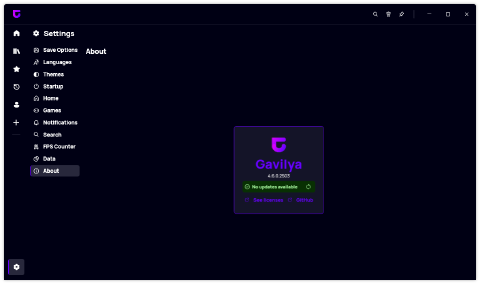 Settings
Save Options
About
Languages
Themes
Startup
Home
Games
Notifications
Search
FPS Counter
Data
About
Gavilya
4.6.0.2503
No updates available
See licenses
GitHub